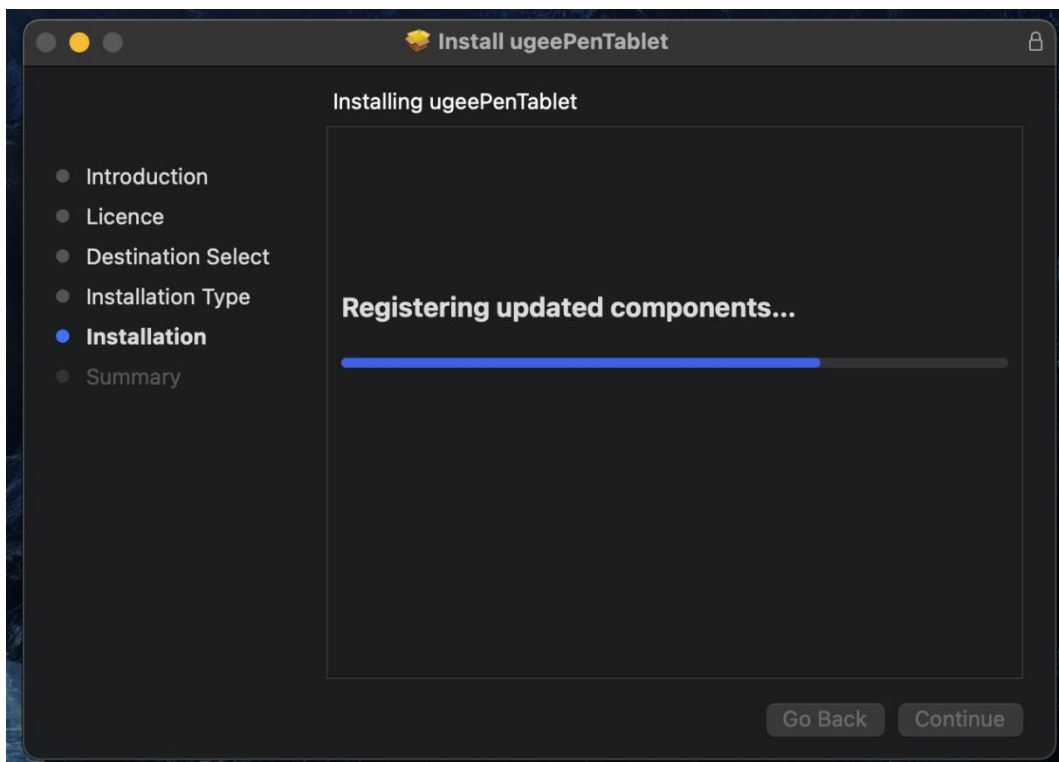 Install ugeePenTablet
Installing ugeePenTablet
Introduction
Licence
Destination Select
Installation Type
Installation
Summary
Registering updated components...
Go Back
Continue